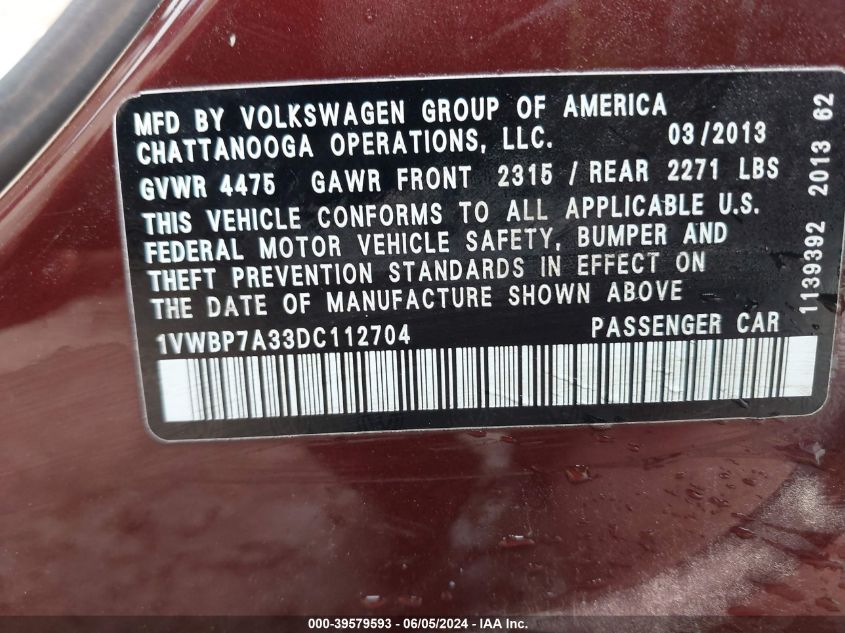 MFD BY VOLKSWAGEN GROUP OF AMERICA
CHATTANOOGA OPERATIONS, LLC. 03/2013
GVWR 4475 GAWR FRONT 2315 / REAR 2271 LBS
THIS VEHICLE CONFORMS TO ALL APPLICABLE U.S.
FEDERAL MOTOR VEHICLE SAFETY, BUMPER AND
THEFT PREVENTION STANDARDS IN EFFECT ON
THE DATE OF MANUFACTURE SHOWN ABOVE
1VWBP7A33DC112704 PASSENGER CAR
1139392 2013 62
000-39579593 - 06/05/2024 - IAA Inc.